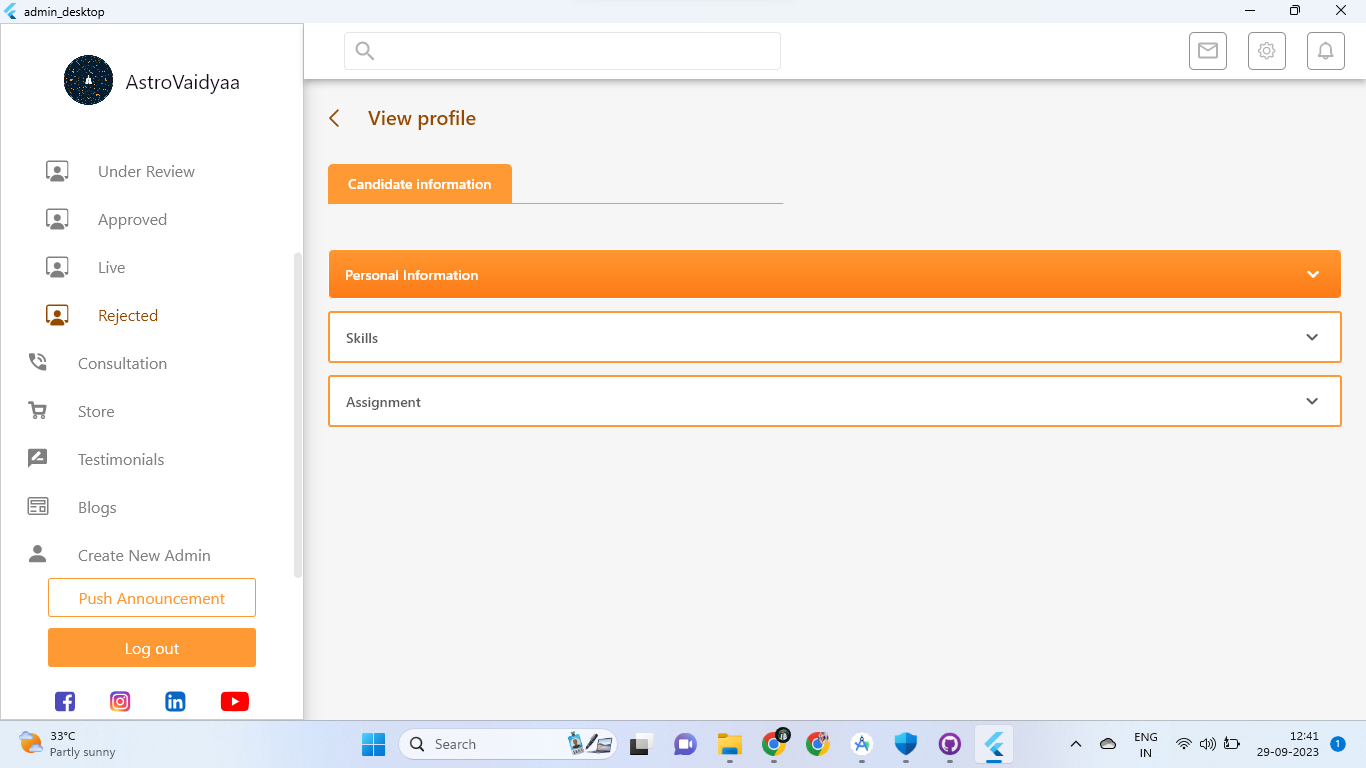 admin_desktop
AstroVaidyaa
Under Review
Approved
Live
Rejected
Consultation
Store
Testimonials
Blogs
Create New Admin
Push Announcement
Log out
View profile
Candidate information
Personal Information
Skills
Assignment
33°C
Partly sunny
Search
ENG
IN
12:41
29-09-2023
1